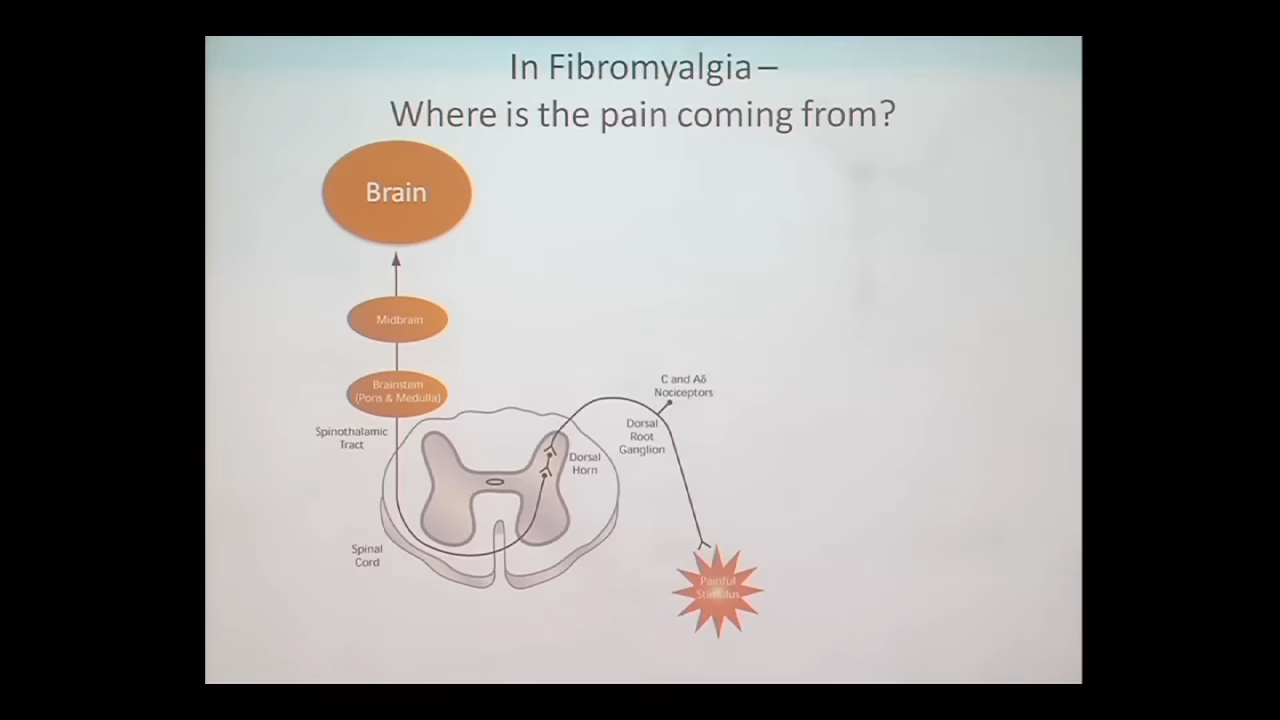 In Fibromyalgia –
Where is the pain coming from?
Brain
Midbrain
Brainstem
(Pons & Medulla)
Spinothalamic
Tract
C and Aδ
Nociceptors
Dorsal
Root
Ganglion
Dorsal
Horn
Spinal
Cord
Painful
Stimulus